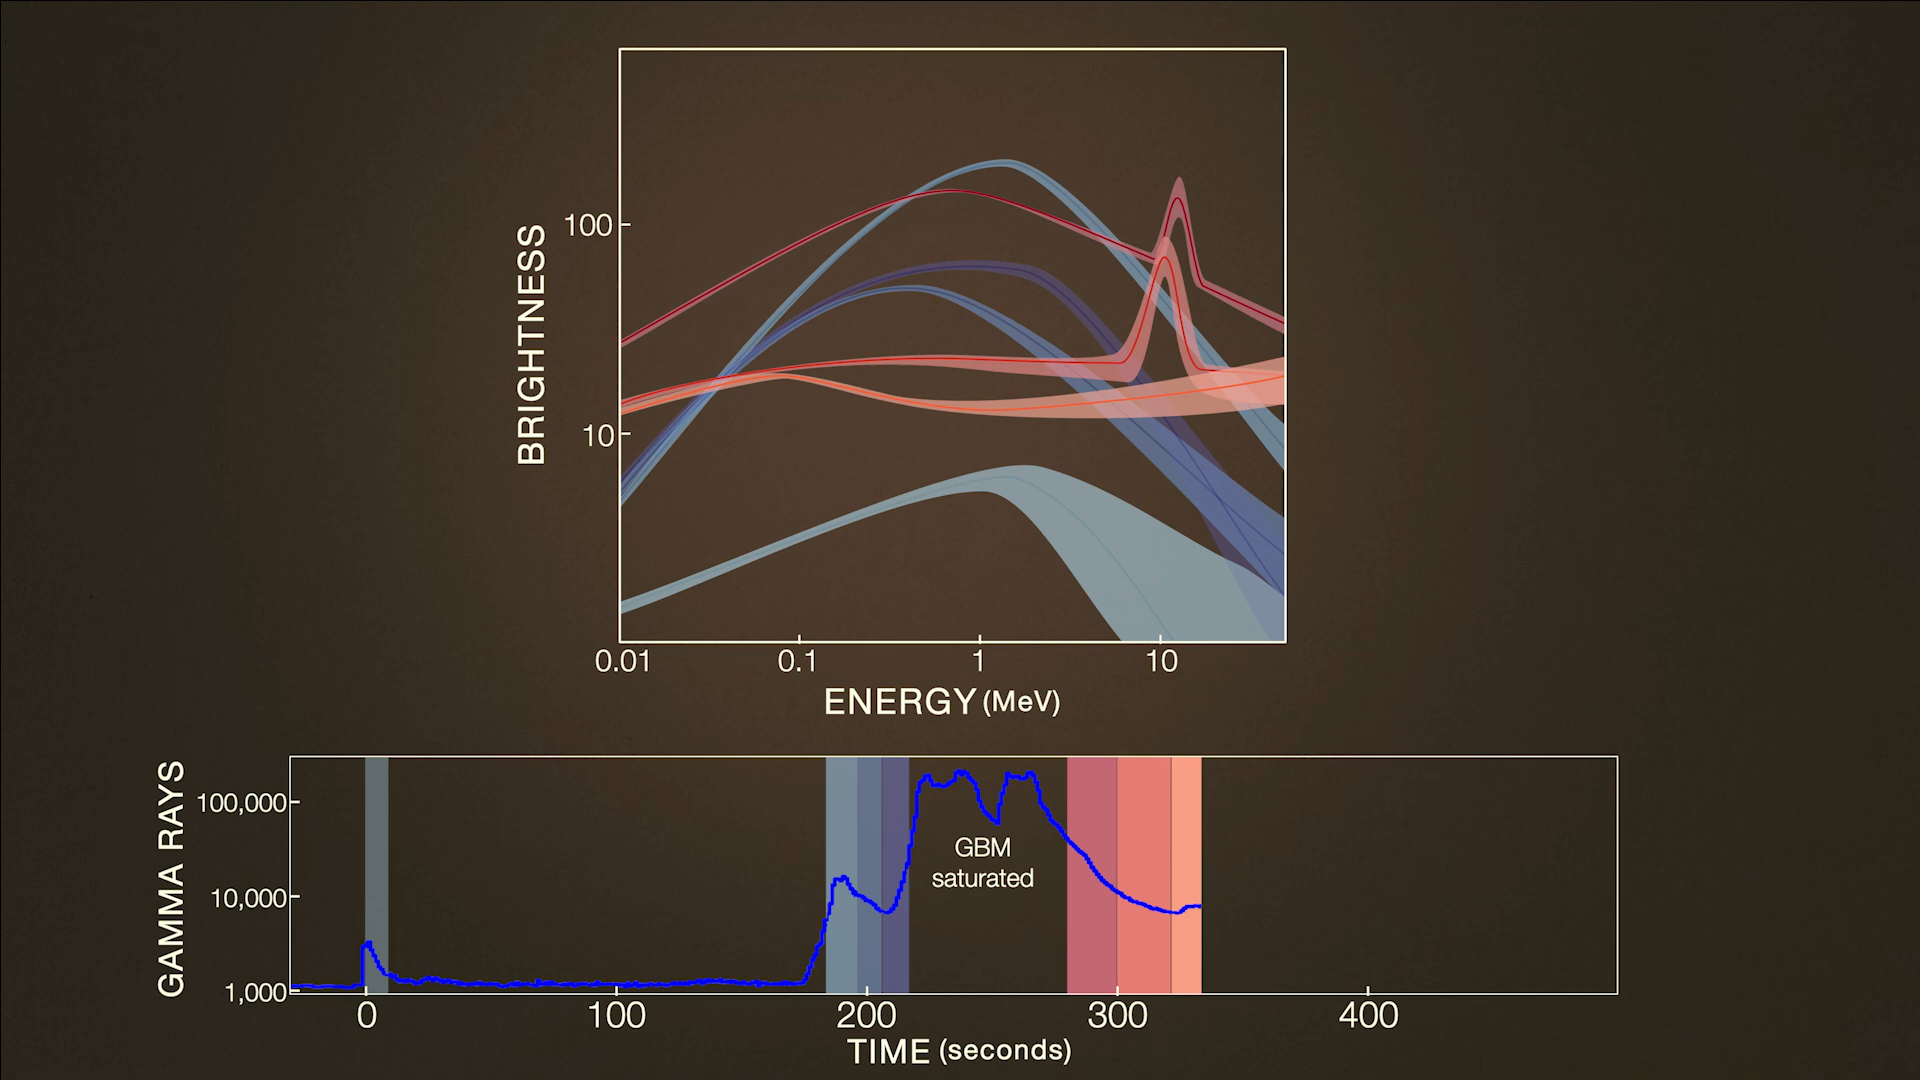 BRIGHTNESS
100
10
0.01 0.1 1 10
ENERGY (MeV)
GAMMA RAYS
100,000
10,000
1,000
GBM
saturated
0 100 200 300 400
TIME (seconds)